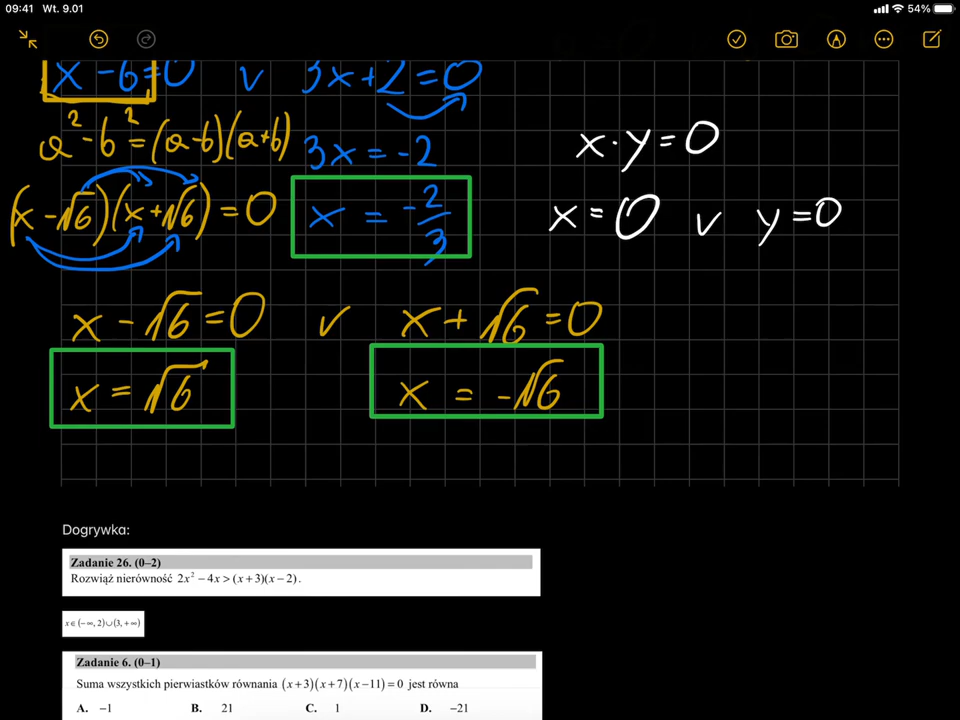 09:41 Wt. 9.01 54%
x - 6 = 0 v 3x + 2 = 0
a² - b² = (a-b)(a+b)
3x = -2
x · y = 0
(x - √6)(x + √6) = 0
x = -2/3
x = 0 v y = 0
x - √6 = 0 v x + √6 = 0
x = √6
x = -√6
Dogrywka:
Zadanie 26. (0–2)
Rozwiąż nierówność 2x² − 4x > (x+3)(x−2).
x ∈ (−∞, 2) ∪ (3, +∞)
Zadanie 6. (0–1)
Suma wszystkich pierwiastków równania (x+3)(x+7)(x−11) = 0 jest równa
A. −1 B. 21 C. 1 D. −21